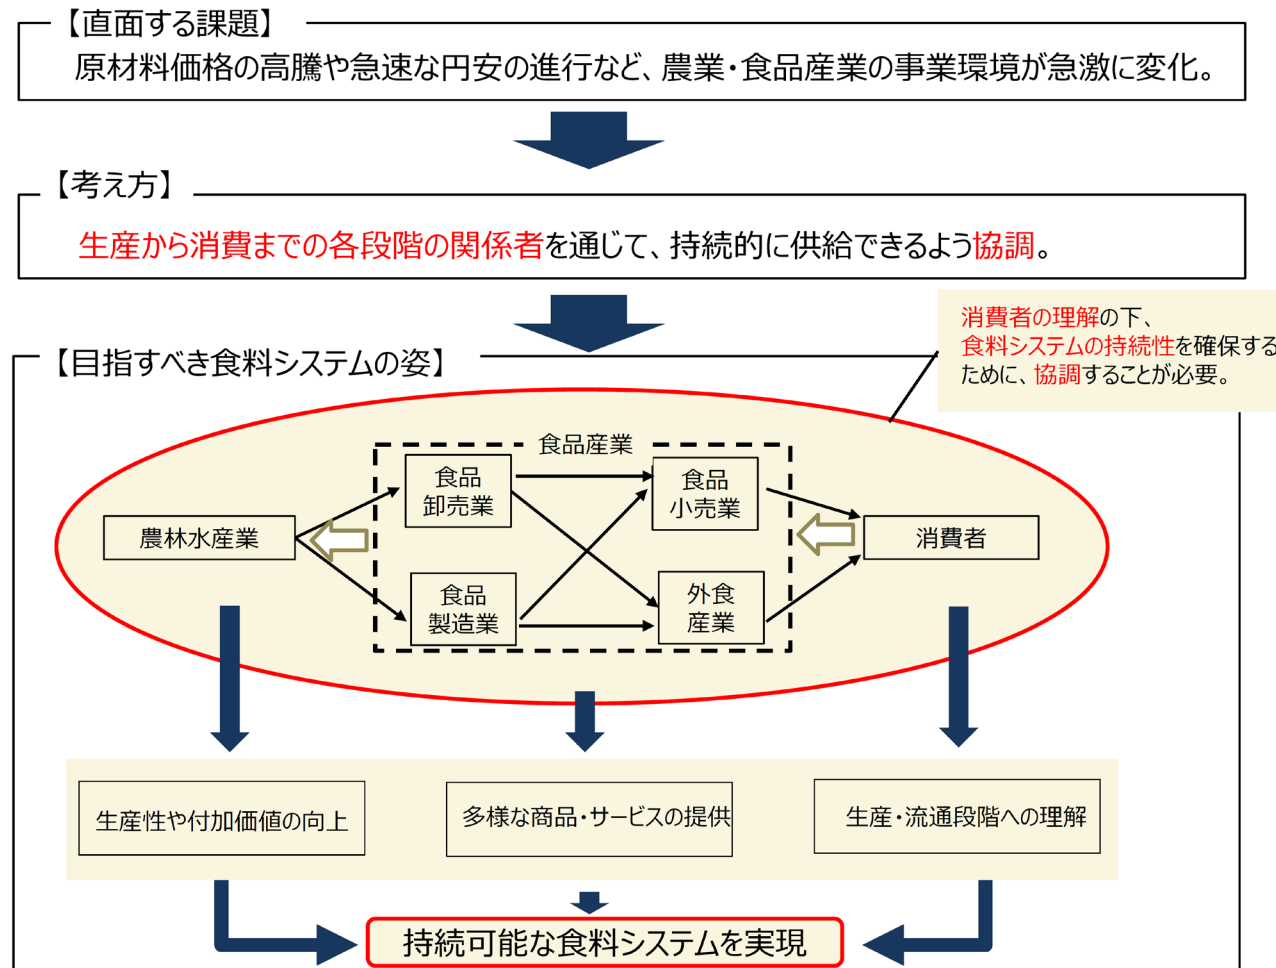 【直面する課題】
原材料価格の高騰や急速な円安の進行など、農業・食品産業の事業環境が急激に変化。
【考え方】
生産から消費までの各段階の関係者を通じて、持続的に供給できるよう協調。
消費者の理解の下、
食料システムの持続性を確保する
ために、協調することが必要。
【目指すべき食料システムの姿】
食品産業
食品
卸売業
食品
小売業
農林水産業
消費者
食品
製造業
外食
産業
生産性や付加価値の向上
多様な商品・サービスの提供
生産・流通段階への理解
持続可能な食料システムを実現